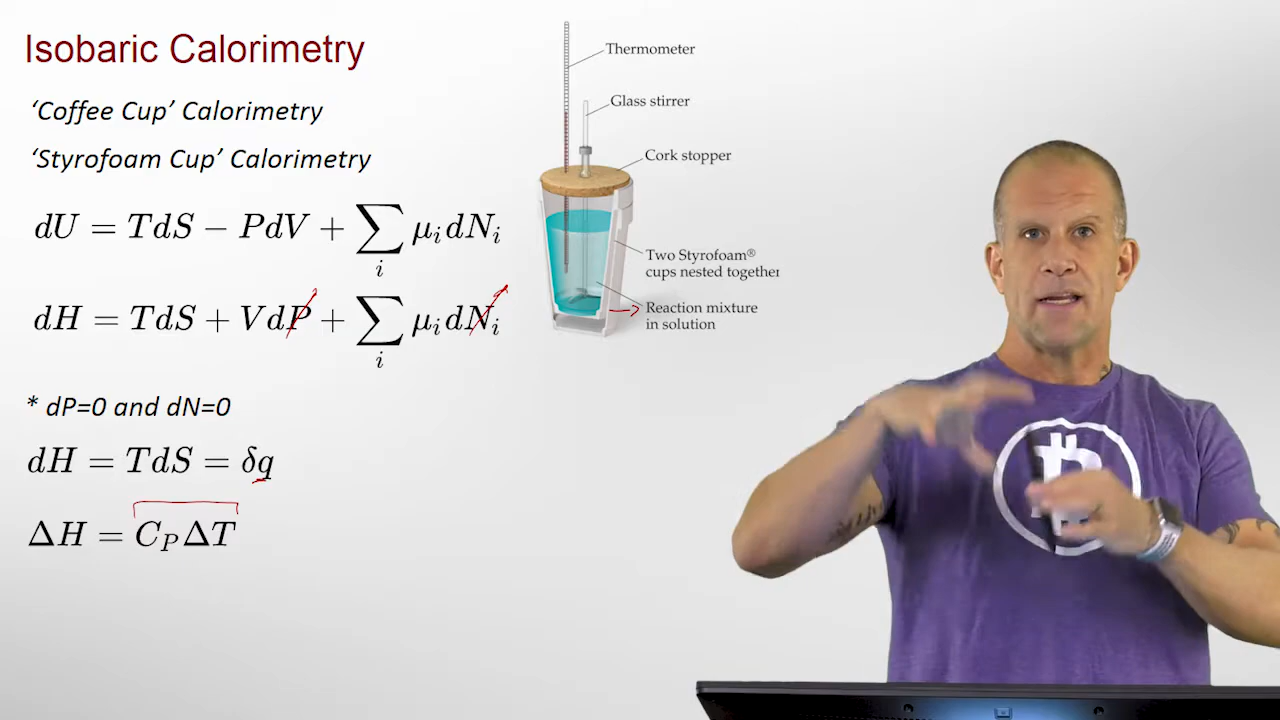 Isobaric Calorimetry
‘Coffee Cup’ Calorimetry
‘Styrofoam Cup’ Calorimetry
dU = TdS − PdV + ∑_i μ_i dN_i
dH = TdS + VdP + ∑_i μ_i dN_i
* dP=0 and dN=0
dH = TdS = δq
ΔH = C_P ΔT
Thermometer
Glass stirrer
Cork stopper
Two Styrofoam®
cups nested together
Reaction mixture
in solution